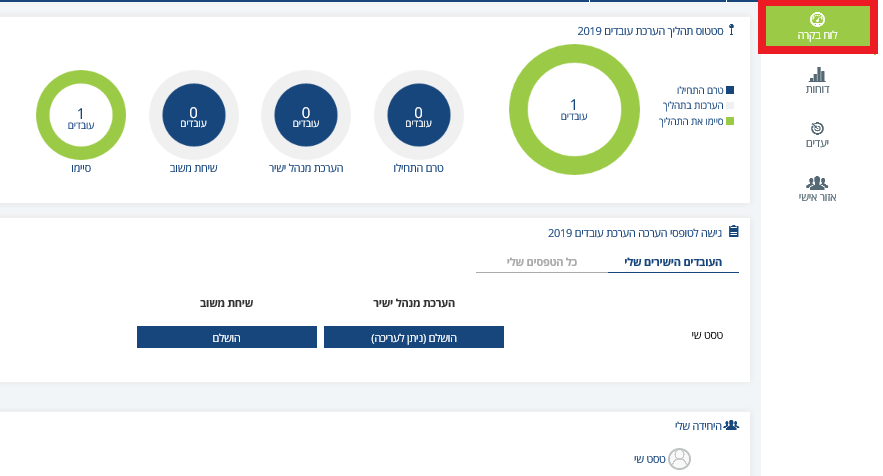 לוח בקרה
דוחות
יעדים
אזור אישי
סטטוס תהליך הערכת עובדים 2019
טרם התחילו
הערכות בתהליך
סיימו את התהליך
1
עובדים
0
עובדים
טרם התחילו
0
עובדים
הערכת מנהל ישיר
0
עובדים
שיחת משוב
1
עובדים
סיימו
גישה לטופסי הערכה הערכת עובדים 2019
העובדים הישירים שלי
כל הטפסים שלי
הערכת מנהל ישיר
שיחת משוב
טסט שי
הושלם (ניתן לעריכה)
הושלם
היחידה שלי
טסט שי